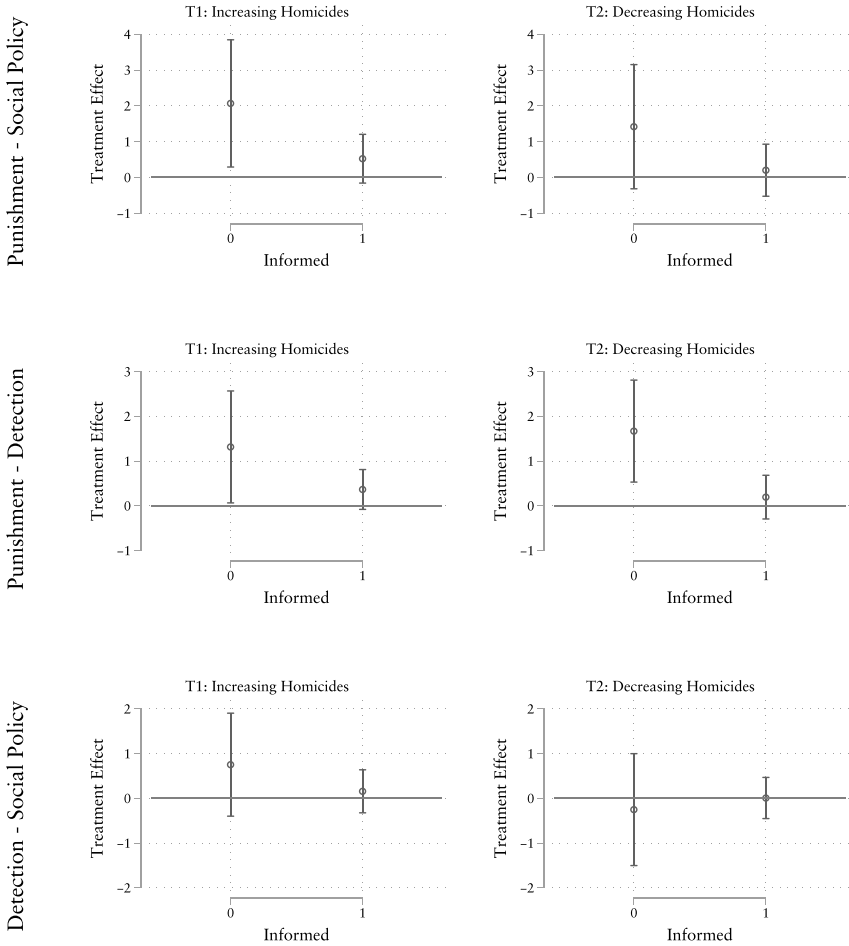 Punishment - Social Policy
T1: Increasing Homicides
Treatment Effect
4
3
2
1
0
−1
0 1
Informed
T2: Decreasing Homicides
Treatment Effect
4
3
2
1
0
−1
0 1
Informed
Punishment - Detection
T1: Increasing Homicides
Treatment Effect
3
2
1
0
−1
0 1
Informed
T2: Decreasing Homicides
Treatment Effect
3
2
1
0
−1
0 1
Informed
Detection - Social Policy
T1: Increasing Homicides
Treatment Effect
2
1
0
−1
−2
0 1
Informed
T2: Decreasing Homicides
Treatment Effect
2
1
0
−1
−2
0 1
Informed